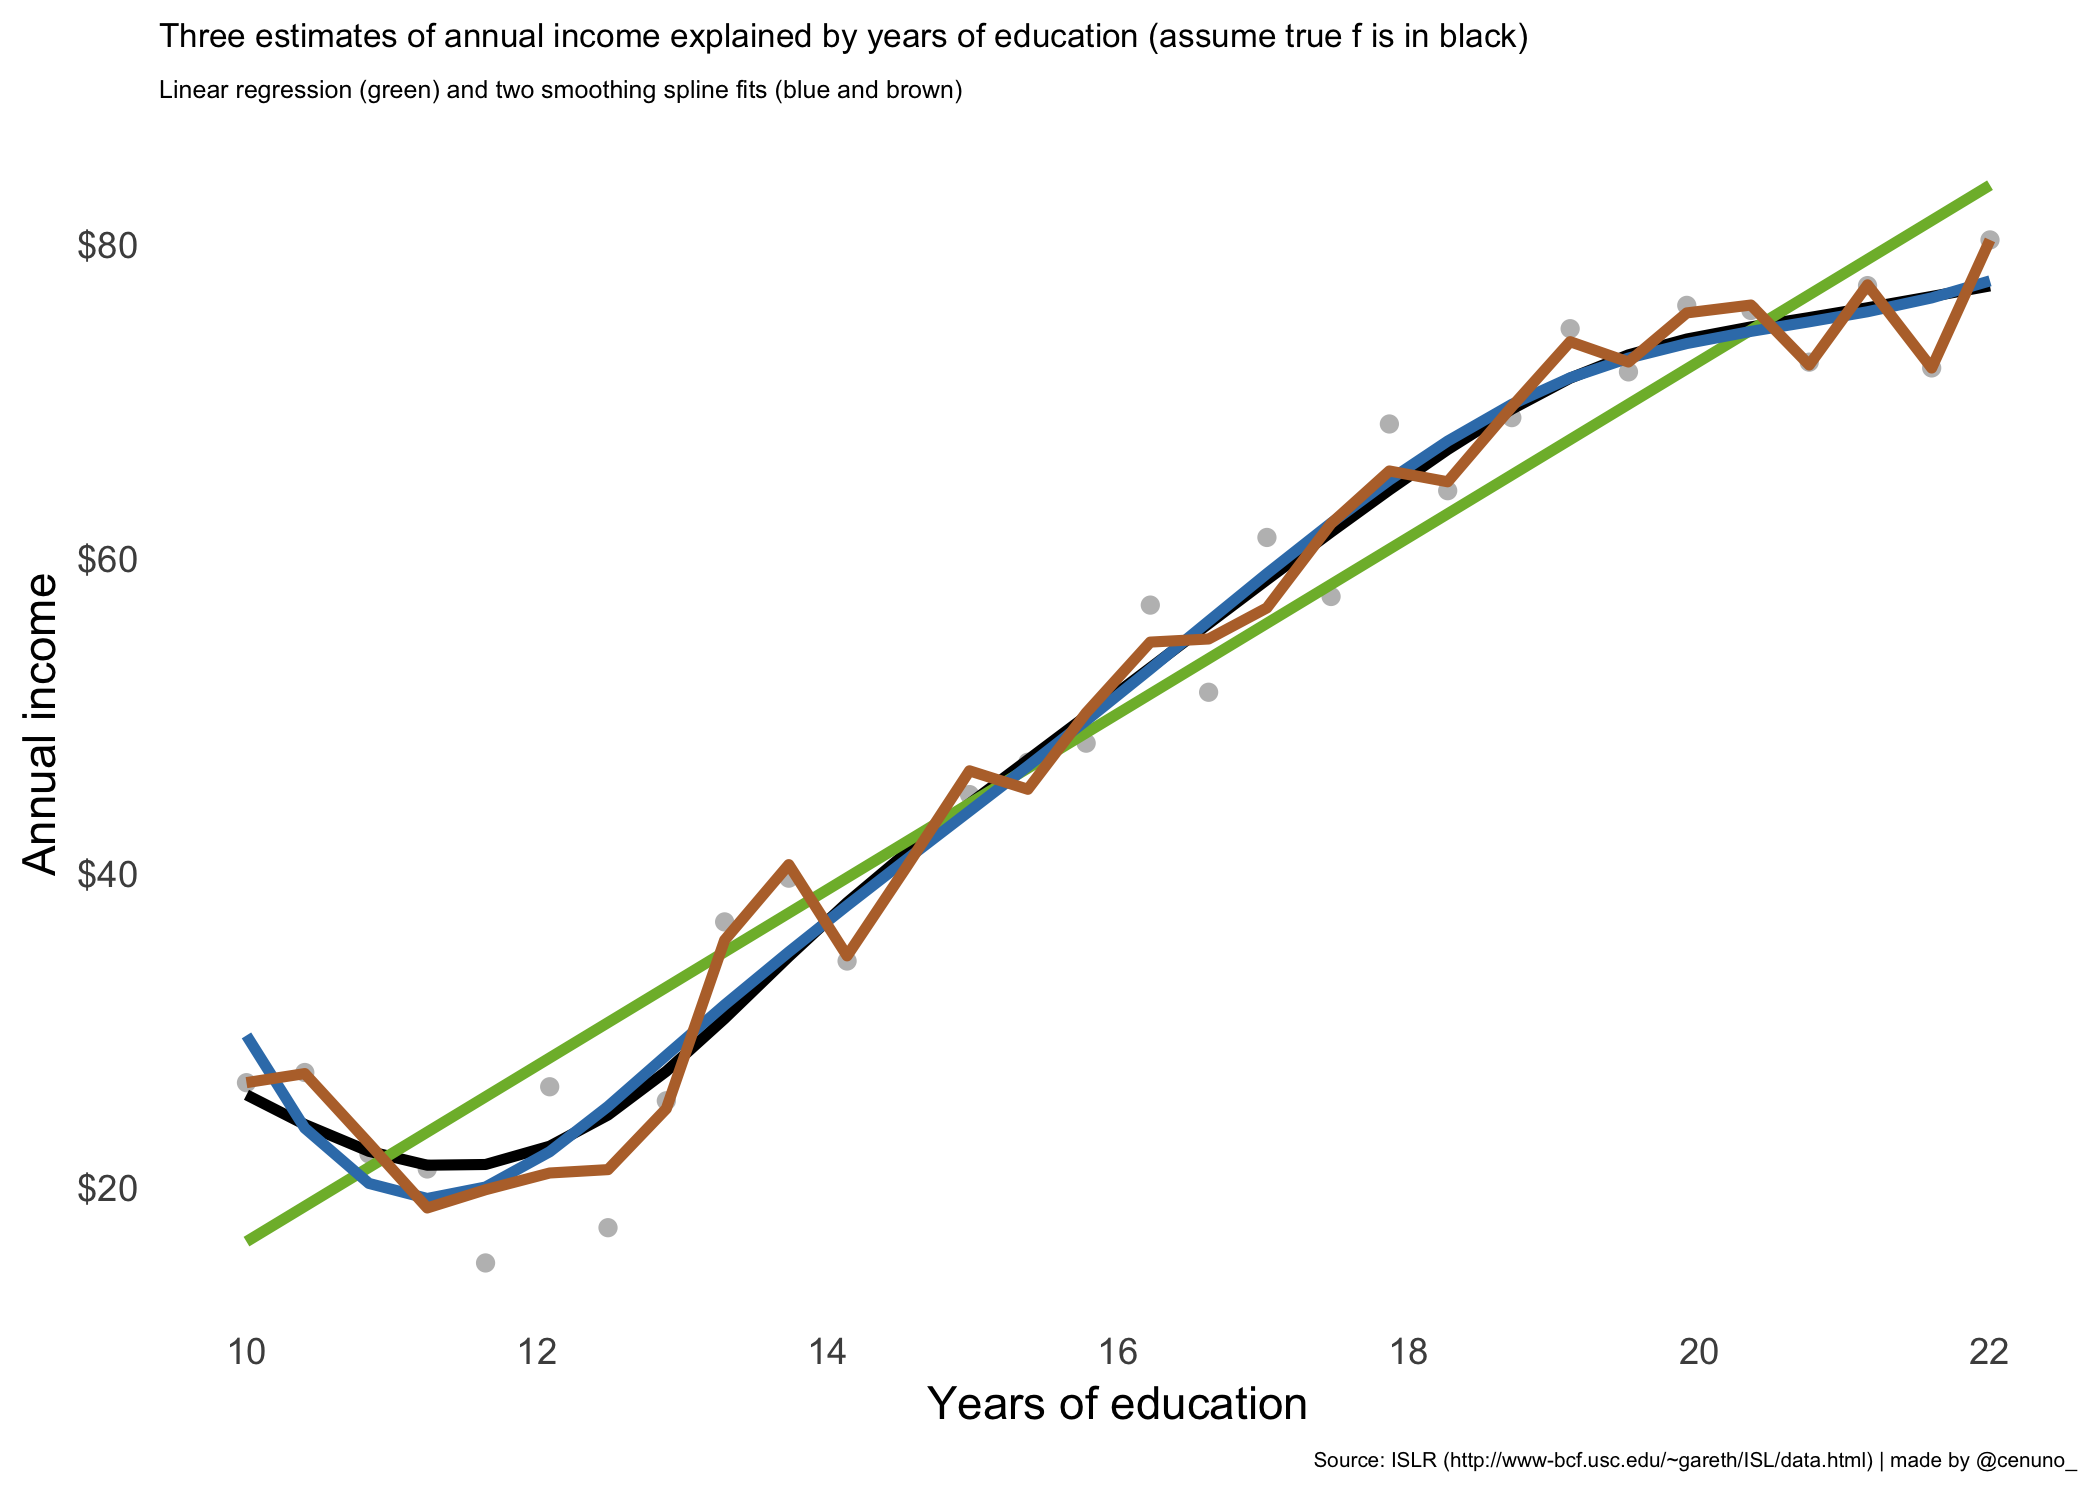 Three estimates of annual income explained by years of education (assume true f is in black)
Linear regression (green) and two smoothing spline fits (blue and brown)
$80
$60
$40
$20
Annual income
10 12 14 16 18 20 22
Years of education
Source: ISLR (http://www-bcf.usc.edu/~gareth/ISL/data.html) | made by @cenuno_